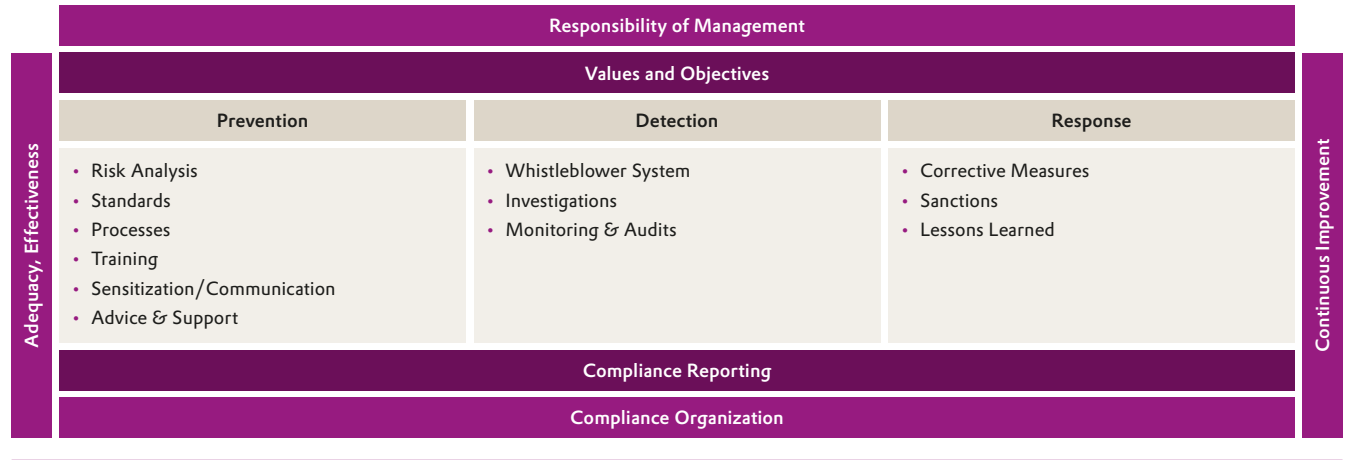 Responsibility of Management
Adequacy, Effectiveness
Values and Objectives
Prevention
• Risk Analysis
• Standards
• Processes
• Training
• Sensitization/Communication
• Advice & Support
Detection
• Whistleblower System
• Investigations
• Monitoring & Audits
Response
• Corrective Measures
• Sanctions
• Lessons Learned
Continuous Improvement
Compliance Reporting
Compliance Organization